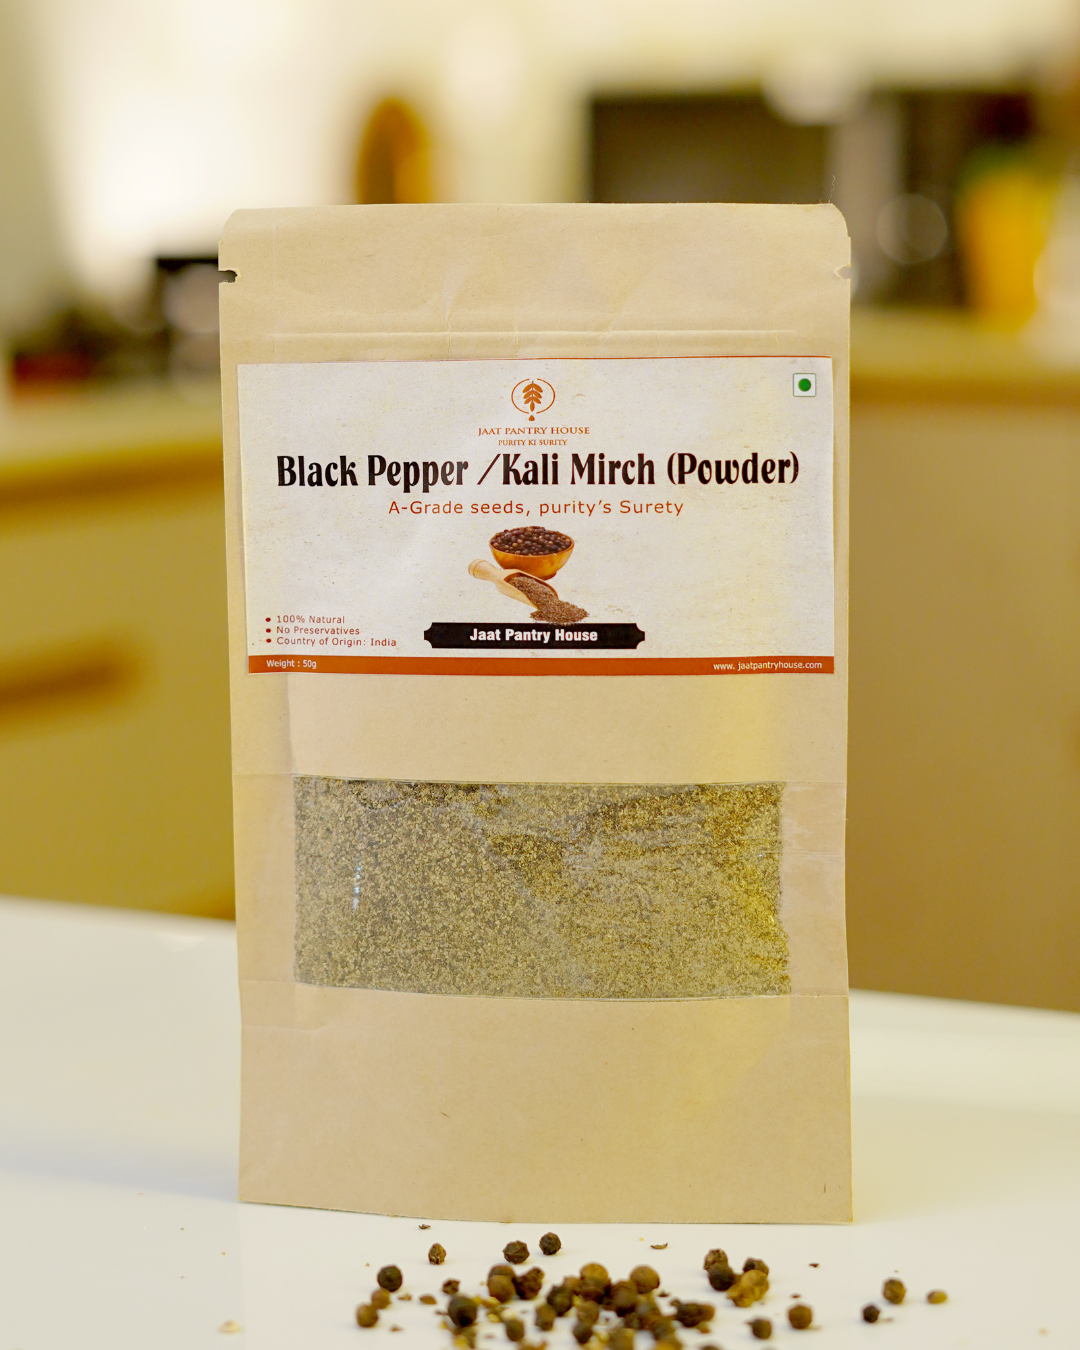 JAAT PANTRY HOUSE
PURITY KI SURITY
Black Pepper /Kali Mirch (Powder)
A-Grade seeds, purity's Surety
100% Natural
No Preservatives
Country of Origin: India
Jaat Pantry House
Weight : 50g
www. jaatpantryhouse.com